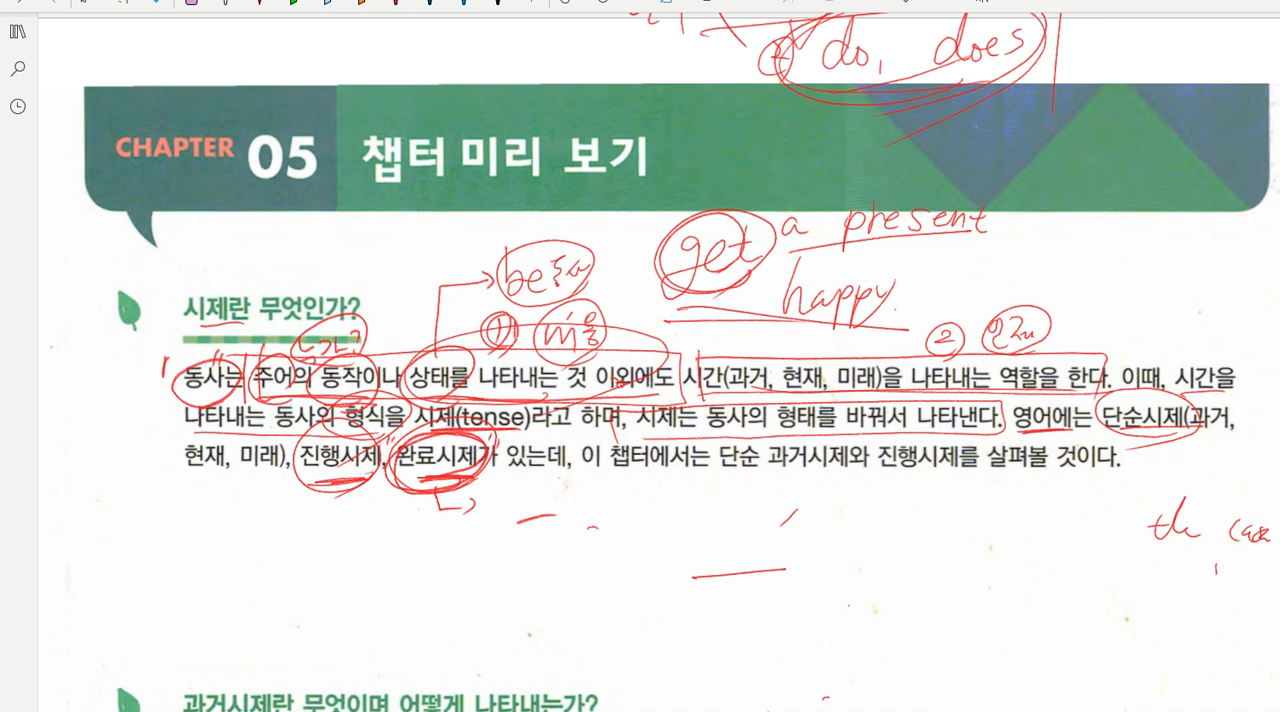 do, does
CHAPTER 05 챕터 미리 보기
get a present
happy
be동사
시제란 무엇인가?
① 내용
누가?
② 언제
동사는 주어의 동작이나 상태를 나타내는 것 이외에도 시간(과거, 현재, 미래)을 나타내는 역할을 한다. 이때, 시간을
나타내는 동사의 형식을 시제(tense)라고 하며, 시제는 동사의 형태를 바꿔서 나타낸다. 영어에는 단순시제(과거,
현재, 미래), 진행시제, 완료시제가 있는데, 이 챕터에서는 단순 과거시제와 진행시제를 살펴볼 것이다.
the
과거시제란 무엇이며 어떻게 나타내는가?